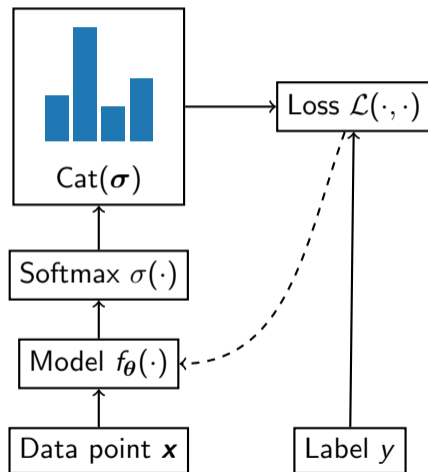 Cat(𝝈)
Loss ℒ(·, ·)
Softmax σ(·)
Model f_𝜽(·)
Data point 𝒙
Label y